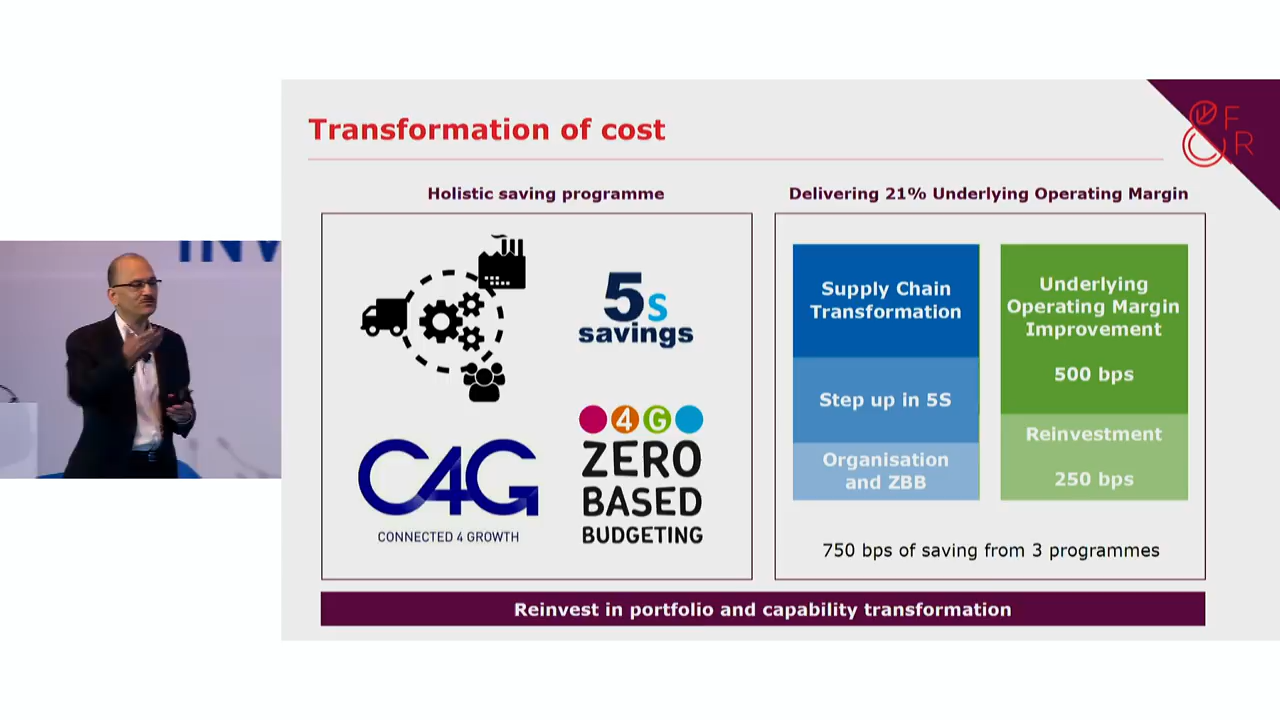 Transformation of cost
F
R
Holistic saving programme
Delivering 21% Underlying Operating Margin
5s
savings
C4G
CONNECTED 4 GROWTH
4 G
ZERO
BASED
BUDGETING
Supply Chain
Transformation
Step up in 5S
Organisation
and ZBB
Underlying
Operating Margin
Improvement
500 bps
Reinvestment
250 bps
750 bps of saving from 3 programmes
Reinvest in portfolio and capability transformation